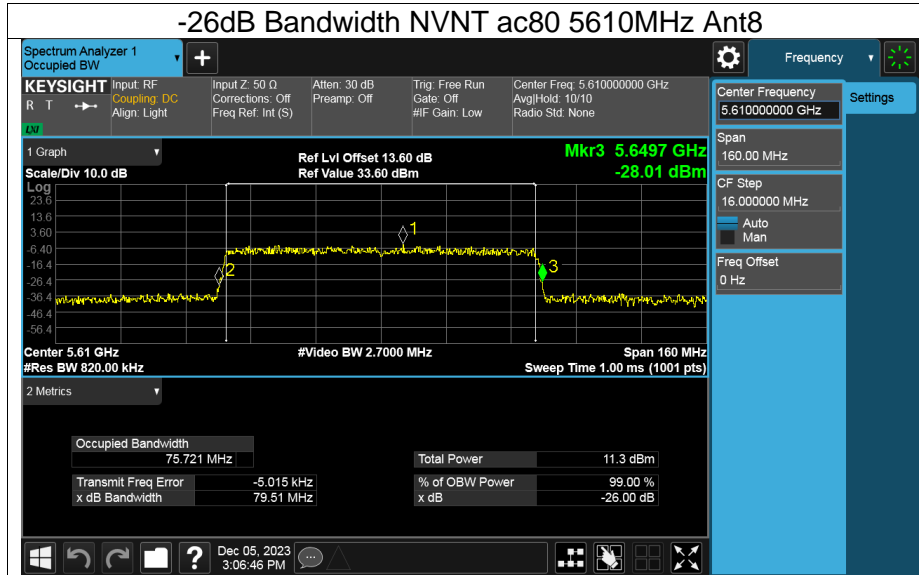 -26dB Bandwidth NVNT ac80 5610MHz Ant8
Spectrum Analyzer 1
Occupied BW
+
Frequency
KEYSIGHT
R T
LXI
Input: RF
Coupling: DC
Align: Light
Input Z: 50 Ω
Corrections: Off
Freq Ref: Int (S)
Atten: 30 dB
Preamp: Off
Trig: Free Run
Gate: Off
#IF Gain: Low
Center Freq: 5.610000000 GHz
Avg|Hold: 10/10
Radio Std: None
Center Frequency
5.610000000 GHz
Settings
Span
160.00 MHz
CF Step
16.000000 MHz
Auto
Man
Freq Offset
0 Hz
1 Graph
Scale/Div 10.0 dB
Ref Lvl Offset 13.60 dB
Ref Value 33.60 dBm
Mkr3 5.6497 GHz
-28.01 dBm
Log
23.6
13.6
3.60
-6.40
-16.4
-26.4
-36.4
-46.4
-56.4
1
2
3
Center 5.61 GHz
#Res BW 820.00 kHz
#Video BW 2.7000 MHz
Span 160 MHz
Sweep Time 1.00 ms (1001 pts)
2 Metrics
Occupied Bandwidth
75.721 MHz
Transmit Freq Error -5.015 kHz
x dB Bandwidth 79.51 MHz
Total Power 11.3 dBm
% of OBW Power 99.00 %
x dB -26.00 dB
?
Dec 05, 2023
3:06:46 PM